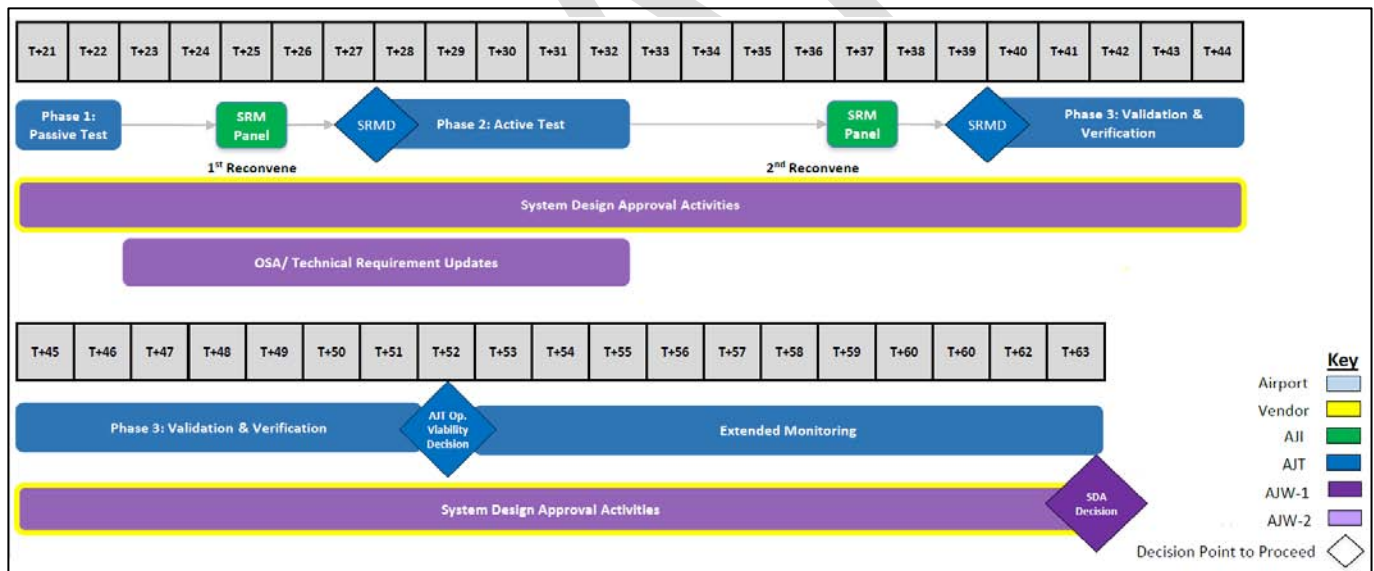 T+21 T+22 T+23 T+24 T+25 T+26 T+27 T+28 T+29 T+30 T+31 T+32 T+33 T+34 T+35 T+36 T+37 T+38 T+39 T+40 T+41 T+42 T+43 T+44
Phase 1:
Passive Test
SRM
Panel
1st Reconvene
SRMD
Phase 2: Active Test
SRM
Panel
2nd Reconvene
SRMD
Phase 3: Validation &
Verification
System Design Approval Activities
OSA/ Technical Requirement Updates
T+45 T+46 T+47 T+48 T+49 T+50 T+51 T+52 T+53 T+54 T+55 T+56 T+57 T+58 T+59 T+60 T+60 T+62 T+63
Phase 3: Validation & Verification
AJT Op.
Viability
Decision
Extended Monitoring
System Design Approval Activities
SDA
Decision
Key
Airport
Vendor
AJI
AJT
AJW-1
AJW-2
Decision Point to Proceed